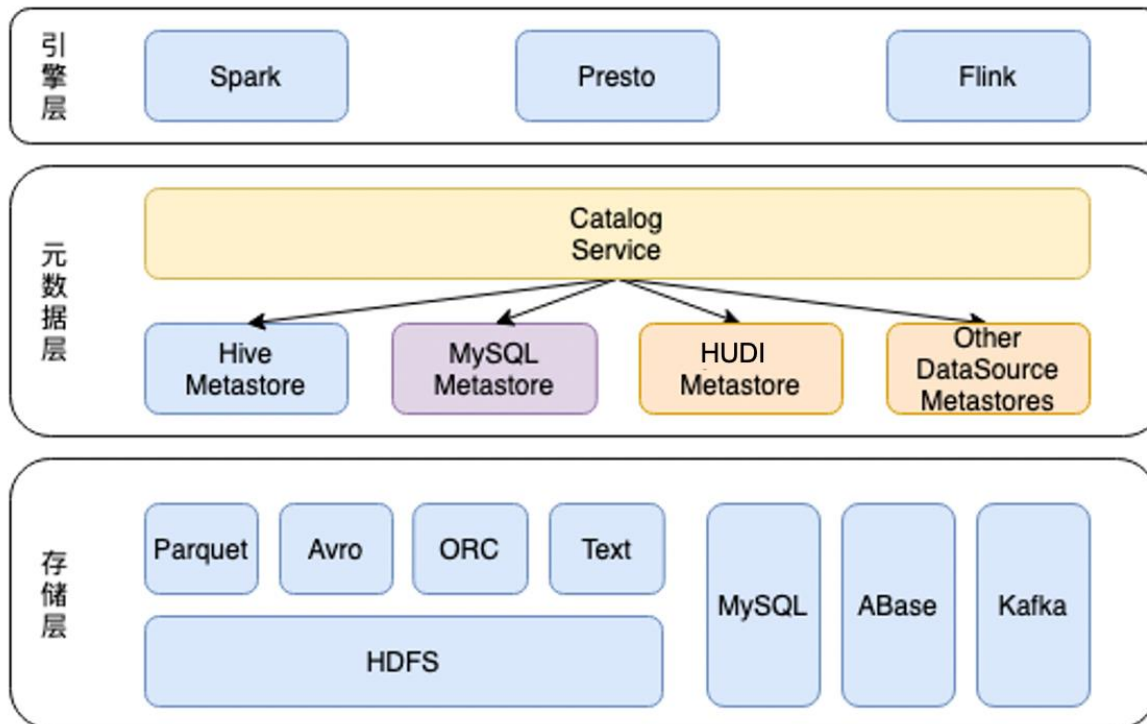 引擎层
Spark
Presto
Flink
元数据层
Catalog
Service
Hive
Metastore
MySQL
Metastore
HUDI
Metastore
Other
DataSource
Metastores
存储层
Parquet
Avro
ORC
Text
HDFS
MySQL
ABase
Kafka